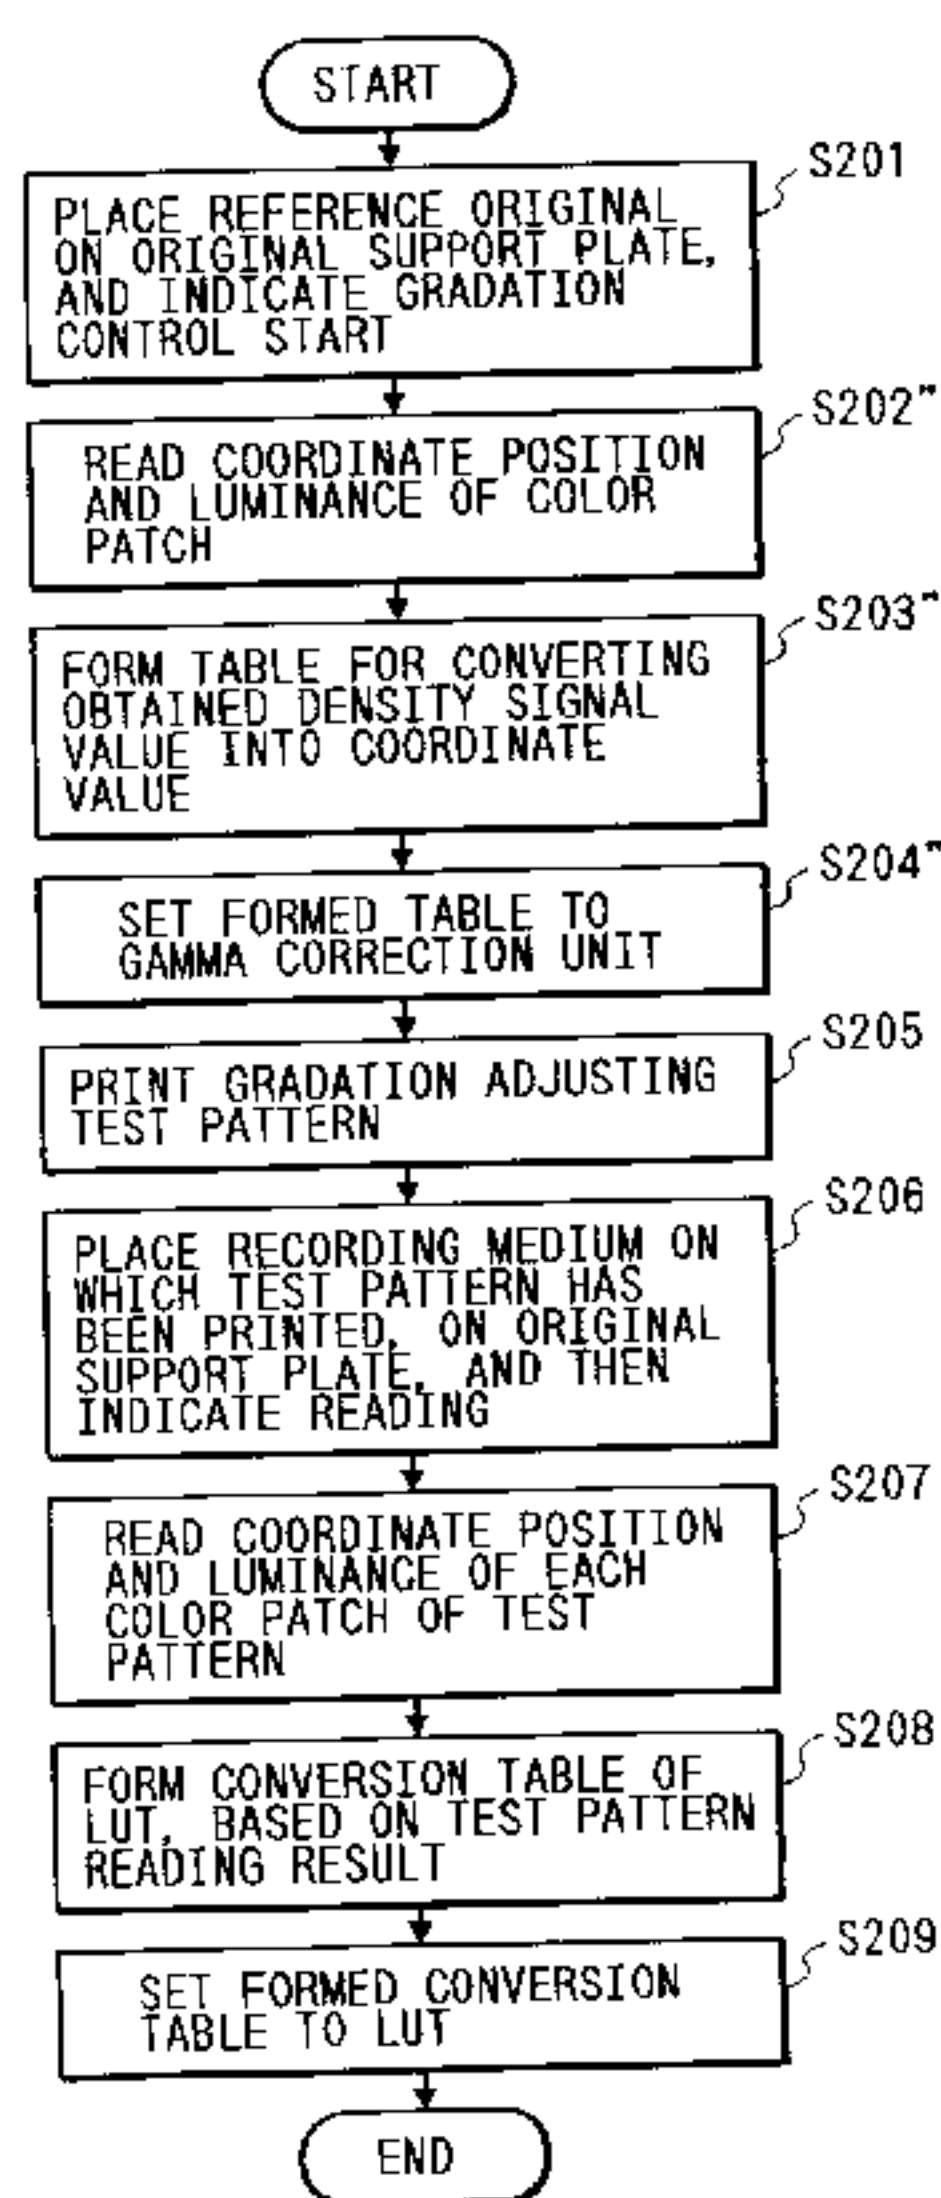 START
S201
PLACE REFERENCE ORIGINAL
ON ORIGINAL SUPPORT PLATE,
AND INDICATE GRADATION
CONTROL START
S202"
READ COORDINATE POSITION
AND LUMINANCE OF COLOR
PATCH
S203"
FORM TABLE FOR CONVERTING
OBTAINED DENSITY SIGNAL
VALUE INTO COORDINATE
VALUE
S204"
SET FORMED TABLE TO
GAMMA CORRECTION UNIT
S205
PRINT GRADATION ADJUSTING
TEST PATTERN
S206
PLACE RECORDING MEDIUM ON
WHICH TEST PATTERN HAS
BEEN PRINTED, ON ORIGINAL
SUPPORT PLATE, AND THEN
INDICATE READING
S207
READ COORDINATE POSITION
AND LUMINANCE OF EACH
COLOR PATCH OF TEST
PATTERN
S208
FORM CONVERSION TABLE OF
LUT, BASED ON TEST PATTERN
READING RESULT
S209
SET FORMED CONVERSION
TABLE TO LUT
END